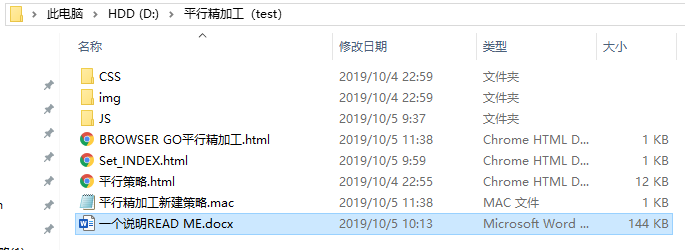 此电脑 > HDD (D:) > 平行精加工 (test)
名称 修改日期 类型 大小
CSS 2019/10/4 22:59 文件夹
img 2019/10/4 22:59 文件夹
JS 2019/10/5 9:37 文件夹
BROWSER GO平行精加工.html 2019/10/5 11:38 Chrome HTML D... 1 KB
Set_INDEX.html 2019/10/5 9:59 Chrome HTML D... 1 KB
平行策略.html 2019/10/4 22:55 Chrome HTML D... 12 KB
平行精加工新建策略.mac 2019/10/5 11:38 MAC 文件 1 KB
一个说明READ ME.docx 2019/10/5 10:13 Microsoft Word ... 144 KB